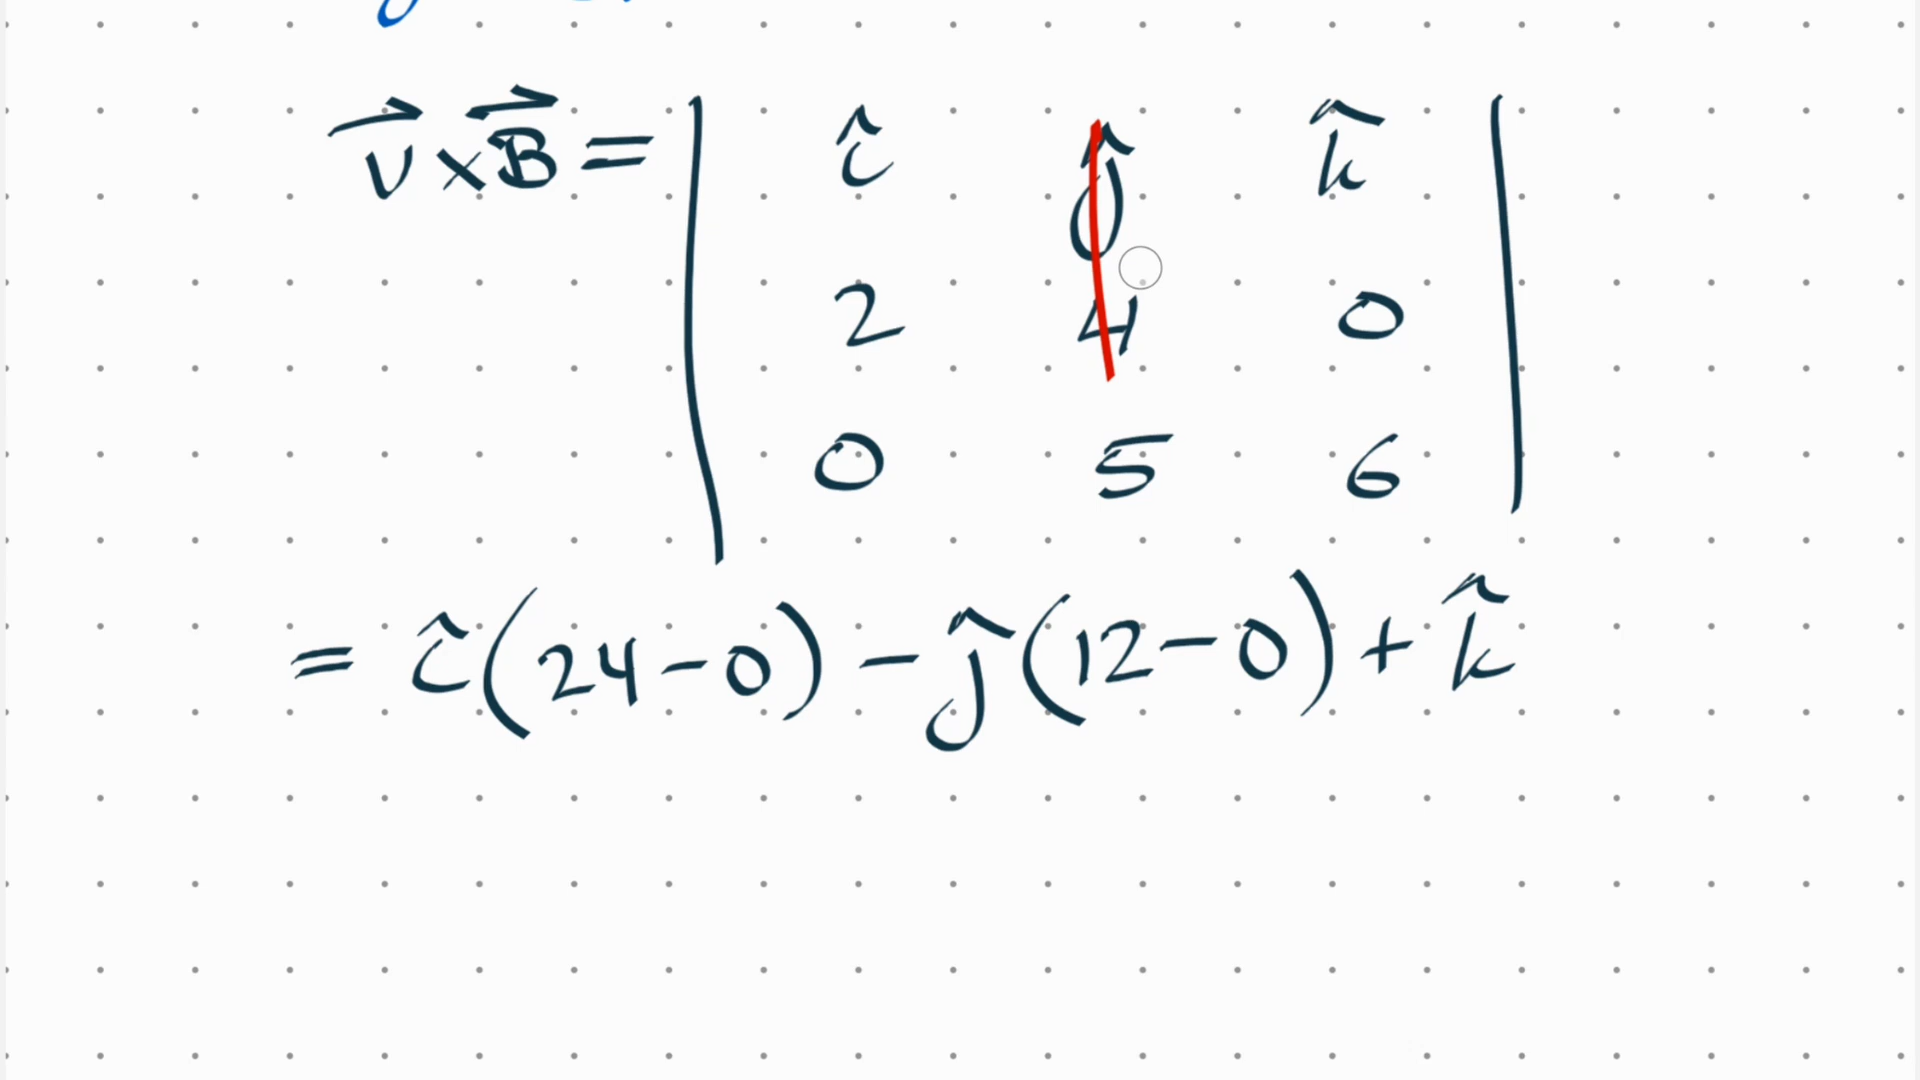 v⃗ × B⃗ = | î ĵ k̂ |
2 4 0
0 5 6
= î(24-0) - ĵ(12-0) + k̂